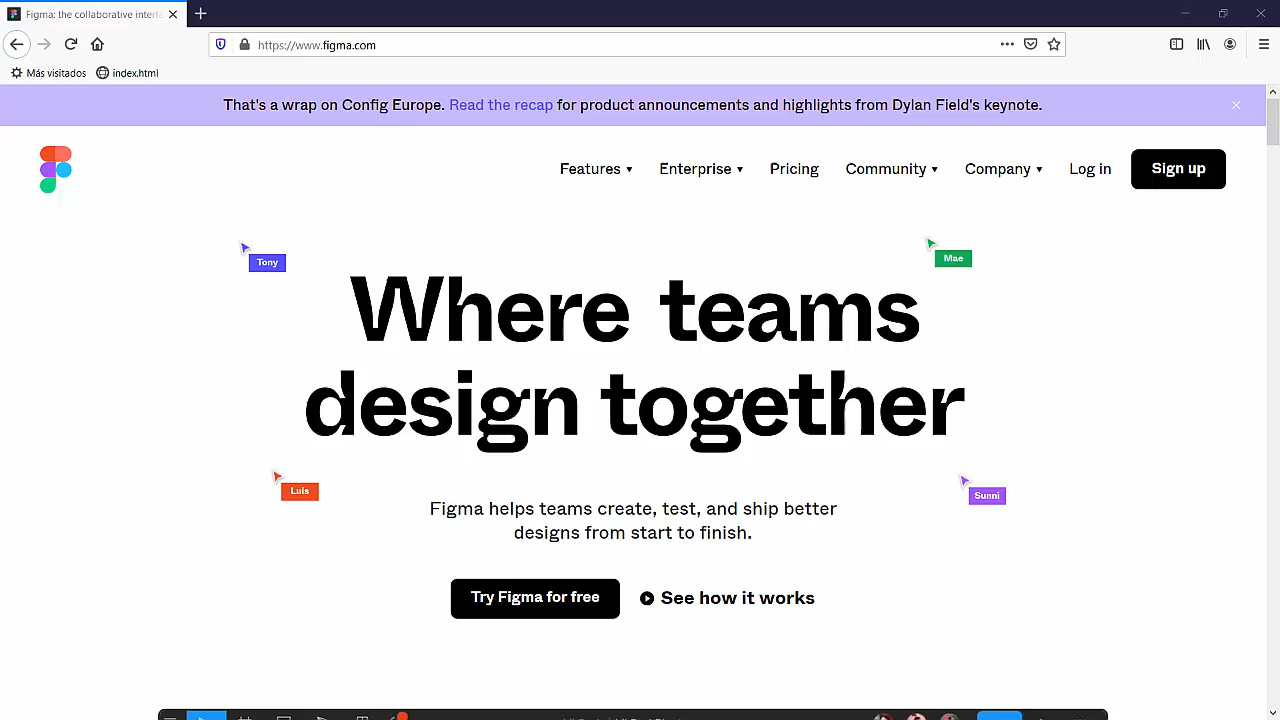 Figma: the collaborative interfa
https://www.figma.com
Más visitados
index.html
That's a wrap on Config Europe. Read the recap for product announcements and highlights from Dylan Field's keynote.
Features
Enterprise
Pricing
Community
Company
Log in
Sign up
Tony
Mae
Where teams
design together
Luis
Sunni
Figma helps teams create, test, and ship better
designs from start to finish.
Try Figma for free
See how it works